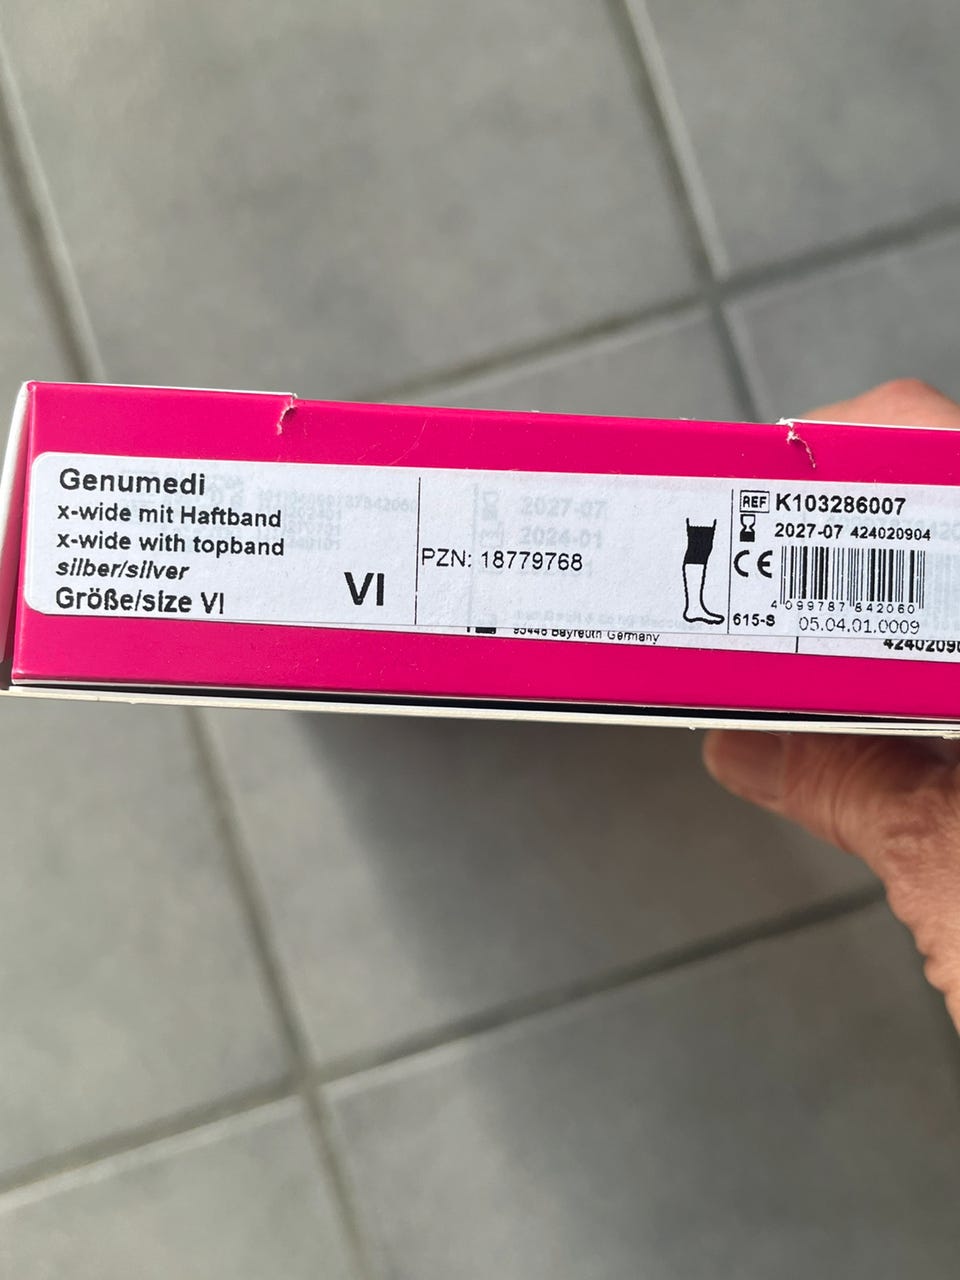 Genumedi
x-wide mit Haftband
x-wide with topband
silber/silver
Größe/size VI
VI
PZN: 18779768
2027-07
2024-01
95448 Bayreuth Germany
REF K103286007
2027-07 424020904
CE
4 099787 842060
615-S 05.04.01.0009
42402090